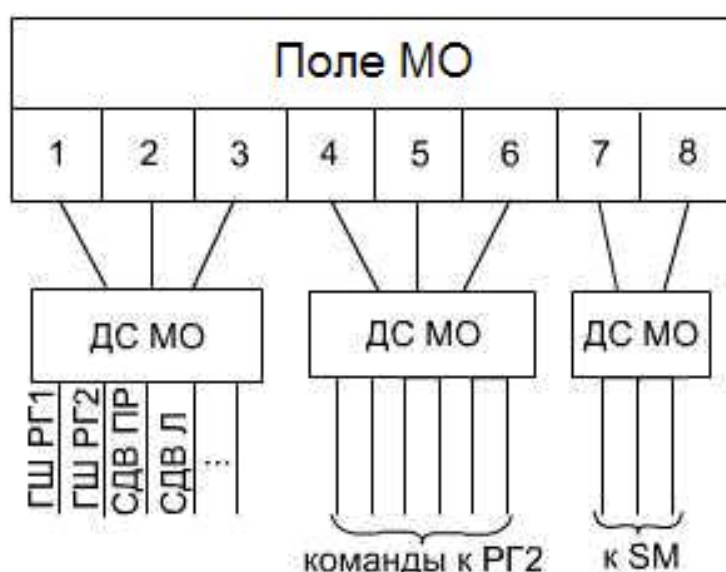 Поле МО
1 2 3 4 5 6 7 8
ДС МО ДС МО ДС МО
ГШ РГ1
ГШ РГ2
СДВ ПР
СДВ Л
...
команды к РГ2
к SM